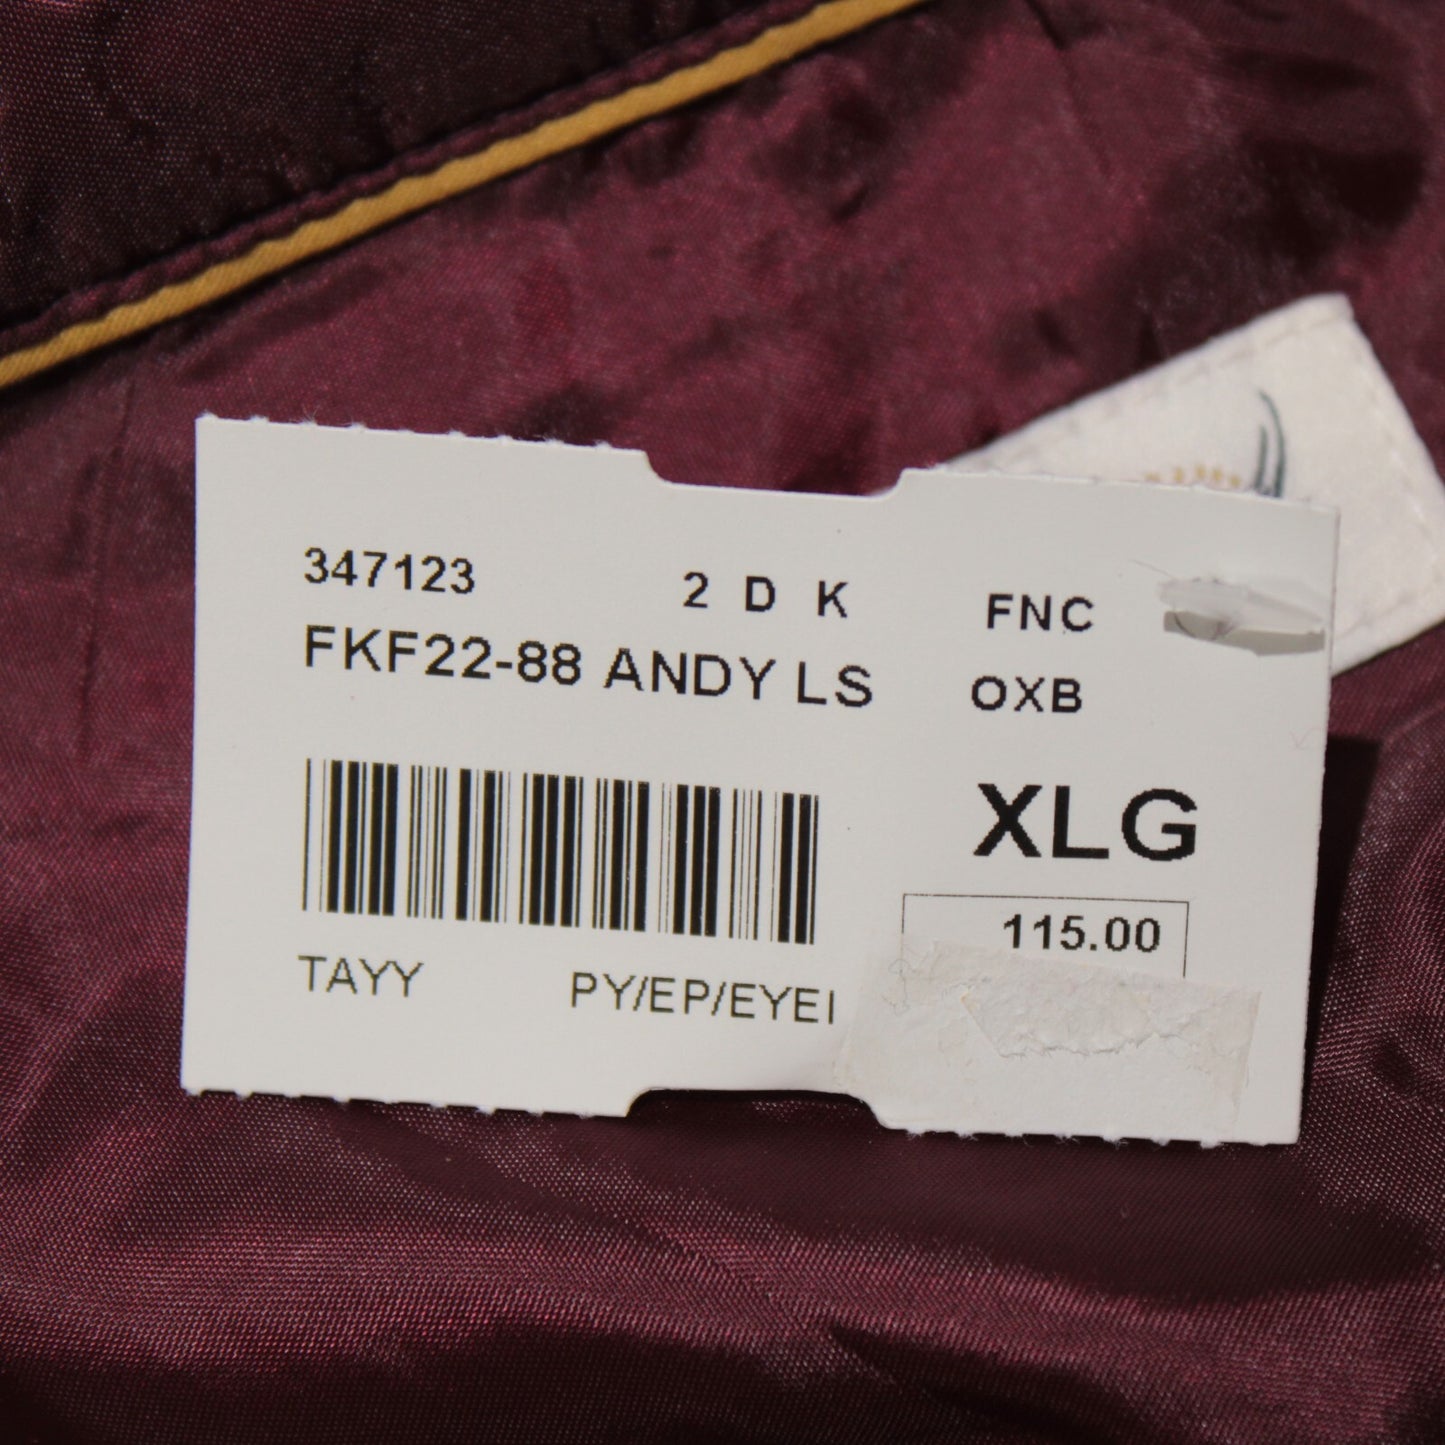 347123 2 D K FNC
FKF22-88 ANDY LS OXB
XLG
115.00
TAYY PY/EP/EYEI